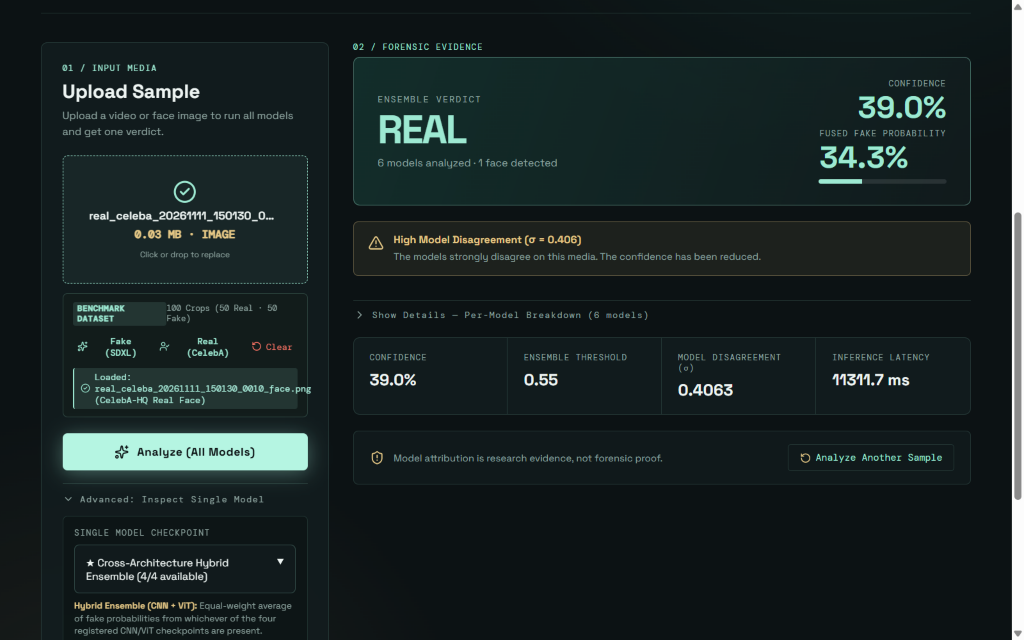 01 / INPUT MEDIA
Upload Sample
Upload a video or face image to run all models
and get one verdict.
real_celeba_20261111_150130_0...
0.03 MB · IMAGE
Click or drop to replace
BENCHMARK
DATASET
100 Crops (50 Real · 50
Fake)
Fake
(SDXL)
Real
(CelebA)
Clear
Loaded:
real_celeba_20261111_150130_0010_face.png
(CelebA-HQ Real Face)
Analyze (All Models)
Advanced: Inspect Single Model
SINGLE MODEL CHECKPOINT
★ Cross-Architecture Hybrid
Ensemble (4/4 available)
Hybrid Ensemble (CNN + ViT): Equal-weight average
of fake probabilities from whichever of the four
registered CNN/ViT checkpoints are present.
02 / FORENSIC EVIDENCE
ENSEMBLE VERDICT
REAL
6 models analyzed · 1 face detected
CONFIDENCE
39.0%
FUSED FAKE PROBABILITY
34.3%
High Model Disagreement (σ = 0.406)
The models strongly disagree on this media. The confidence has been reduced.
Show Details — Per-Model Breakdown (6 models)
CONFIDENCE
39.0%
ENSEMBLE THRESHOLD
0.55
MODEL DISAGREEMENT
(σ)
0.4063
INFERENCE LATENCY
11311.7 ms
Model attribution is research evidence, not forensic proof.
Analyze Another Sample